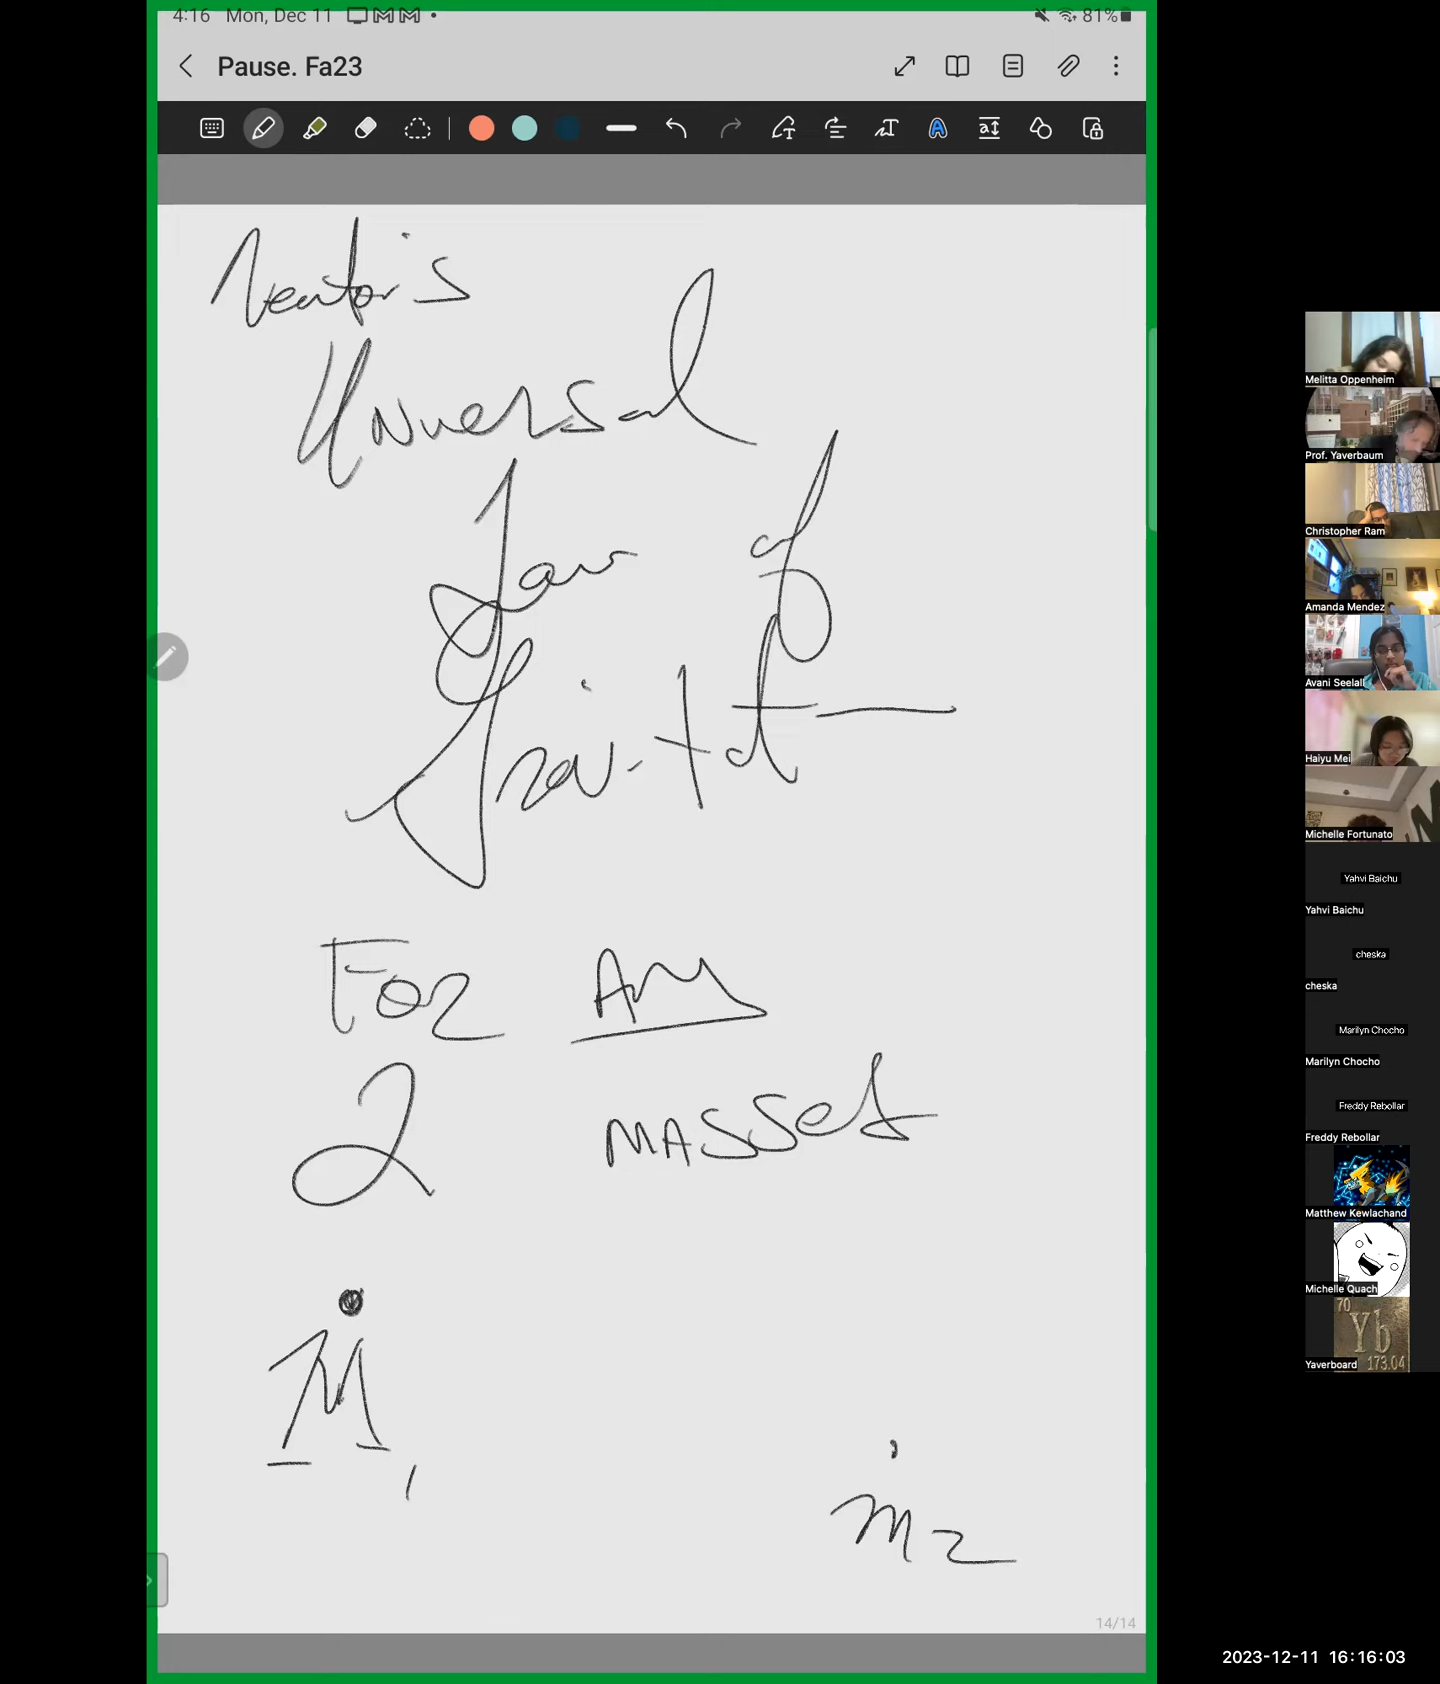 4:16 Mon, Dec 11
81%
Pause. Fa23
Newton's
Universal
Law of
Gravitat—
For Any
2 masses
M1
m2
14/14
Melitta Oppenheim
Prof. Yaverbaum
Christopher Ram
Amanda Mendez
Avani Seelall
Haiyu Mei
Michelle Fortunato
Yahvi Baichu
Yahvi Baichu
cheska
cheska
Marilyn Chocho
Marilyn Chocho
Freddy Rebollar
Freddy Rebollar
Matthew Kewlachand
Michelle Quach
70
Yb
Yaverboard 173.04
2023-12-11 16:16:03